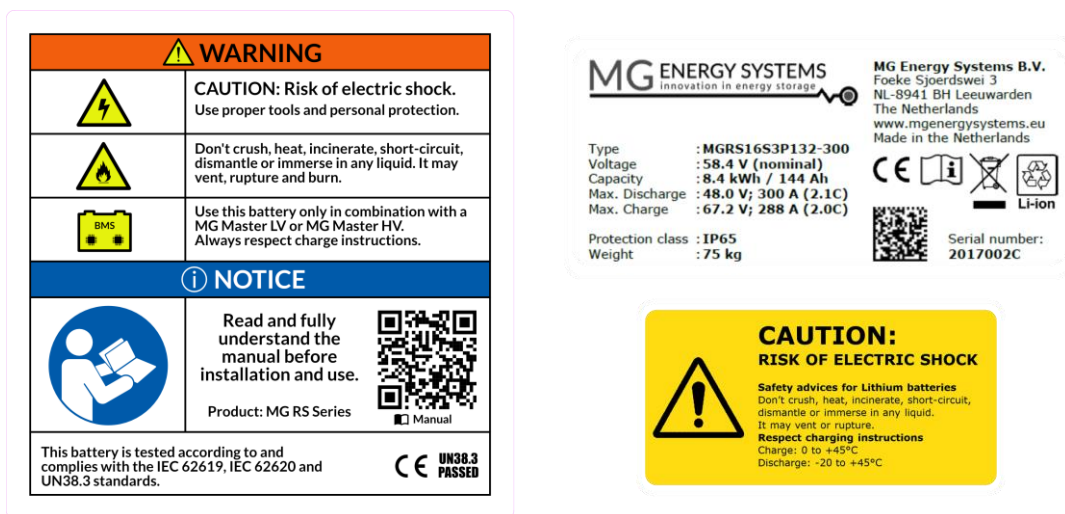 WARNING
CAUTION: Risk of electric shock.
Use proper tools and personal protection.
Don't crush, heat, incinerate, short-circuit,
dismantle or immerse in any liquid. It may
vent, rupture and burn.
BMS
Use this battery only in combination with a
MG Master LV or MG Master HV.
Always respect charge instructions.
NOTICE
Read and fully
understand the
manual before
installation and use.
Product: MG RS Series
Manual
This battery is tested according to and
complies with the IEC 62619, IEC 62620 and
UN38.3 standards.
CE UN38.3
PASSED
MG ENERGY SYSTEMS
innovation in energy storage
MG Energy Systems B.V.
Foeke Sjoerdswei 3
NL-8941 BH Leeuwarden
The Netherlands
www.mgenergysystems.eu
Made in the Netherlands
Type : MGRS16S3P132-300
Voltage : 58.4 V (nominal)
Capacity : 8.4 kWh / 144 Ah
Max. Discharge : 48.0 V; 300 A (2.1C)
Max. Charge : 67.2 V; 288 A (2.0C)
Protection class : IP65
Weight : 75 kg
CE
Li-ion
Serial number:
2017002C
CAUTION:
RISK OF ELECTRIC SHOCK
Safety advices for Lithium batteries
Don't crush, heat, incinerate, short-circuit,
dismantle or immerse in any liquid.
It may vent or rupture.
Respect charging instructions
Charge: 0 to +45°C
Discharge: -20 to +45°C